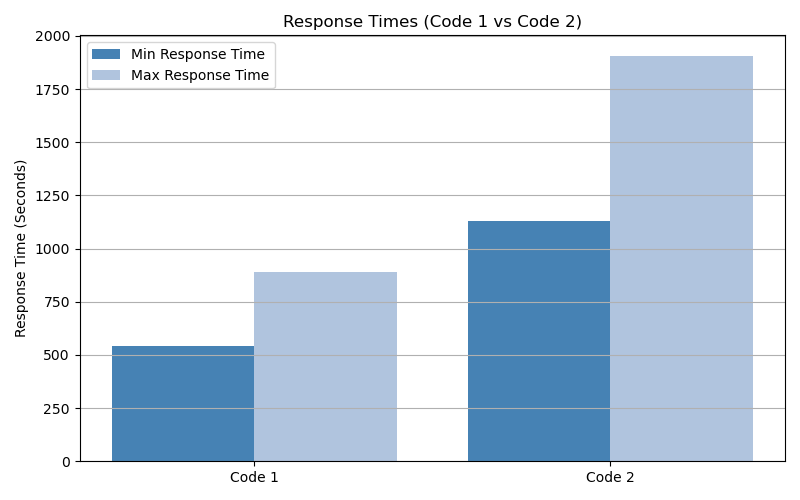 Response Times (Code 1 vs Code 2)
Min Response Time
Max Response Time
Response Time (Seconds)
2000
1750
1500
1250
1000
750
500
250
0
Code 1
Code 2